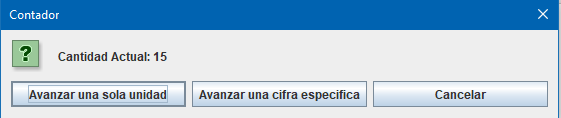 Contador
?
Cantidad Actual: 15
Avanzar una sola unidad
Avanzar una cifra especifica
Cancelar